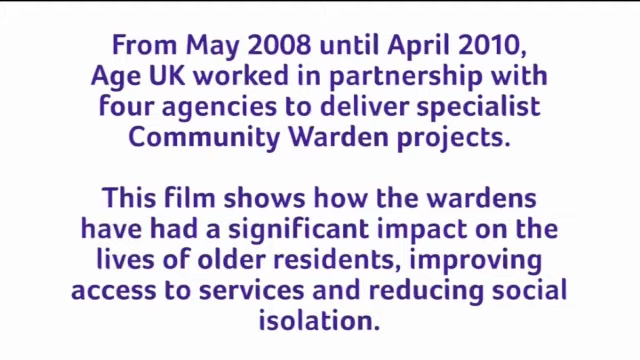 From May 2008 until April 2010,
Age UK worked in partnership with
four agencies to deliver specialist
Community Warden projects.
This film shows how the wardens
have had a significant impact on the
lives of older residents, improving
access to services and reducing social
isolation.